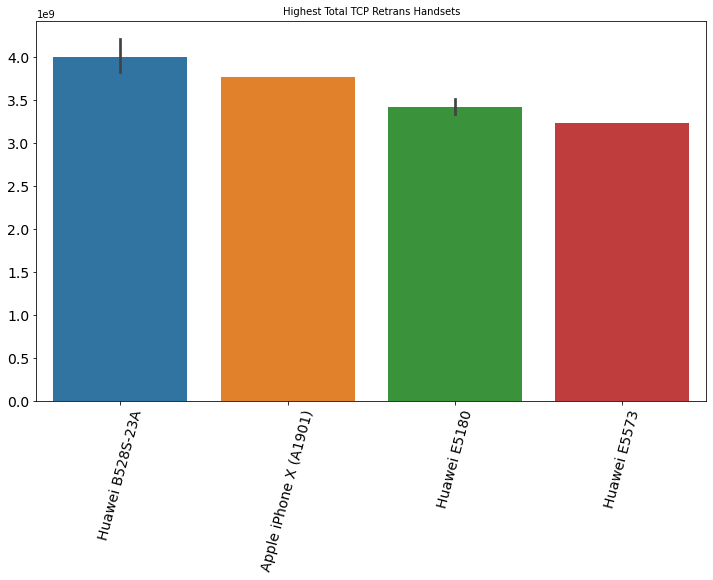 Highest Total TCP Retrans Handsets
1e9
4.0
3.5
3.0
2.5
2.0
1.5
1.0
0.5
0.0
Huawei B528S-23A
Apple iPhone X (A1901)
Huawei E5180
Huawei E5573